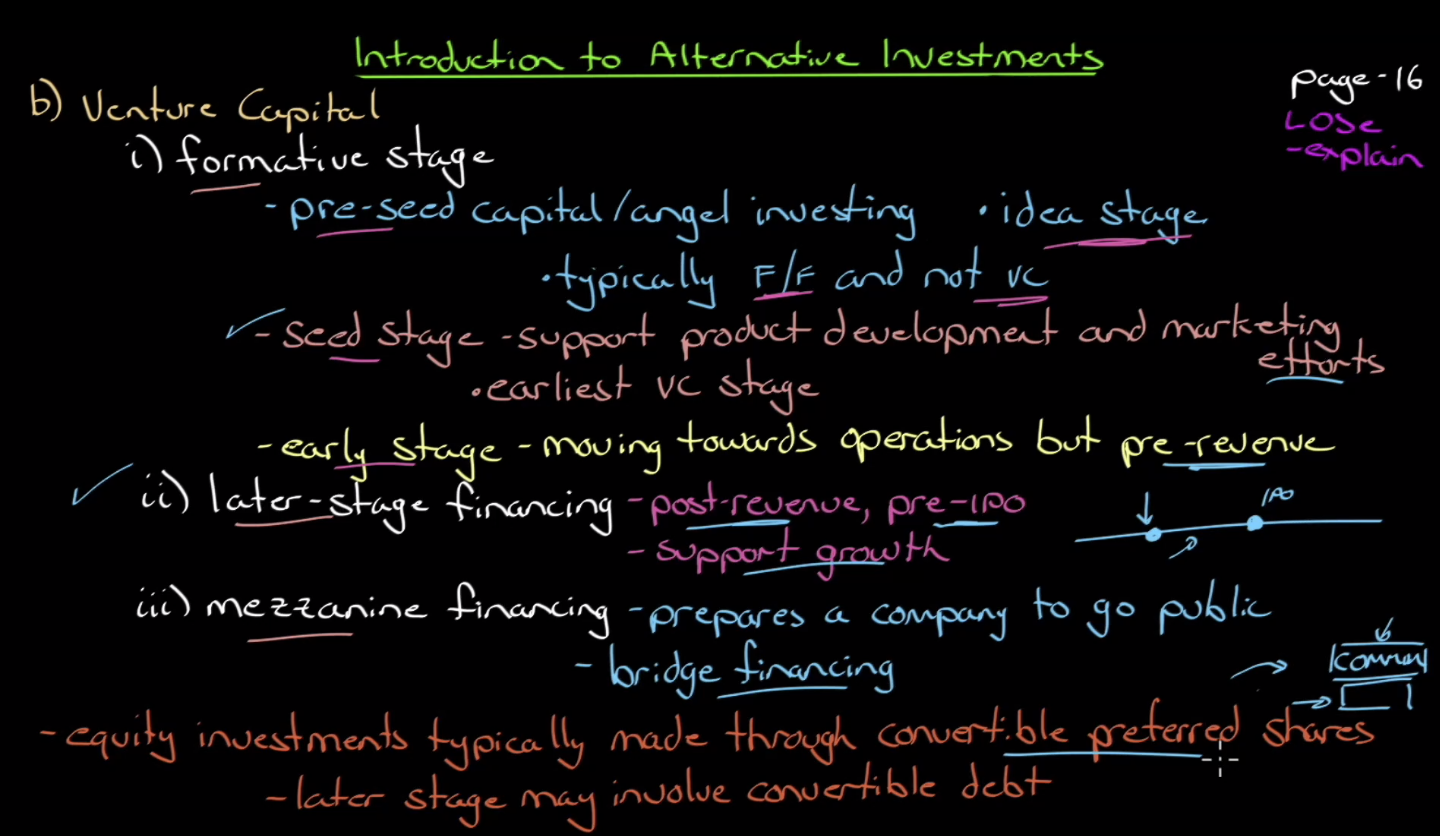 Introduction to Alternative Investments
page-16
LOSe
-explain
b) Venture Capital
i) formative stage
- pre-seed capital/angel investing • idea stage
• typically F/F and not VC
- seed stage - support product development and marketing
efforts
• earliest VC stage
- early stage - moving towards operations but pre-revenue
ii) later-stage financing - post-revenue, pre-IPO
IPO
- support growth
iii) mezzanine financing - prepares a company to go public
- bridge financing
- equity investments typically made through convertible preferred shares
- later stage may involve convertible debt